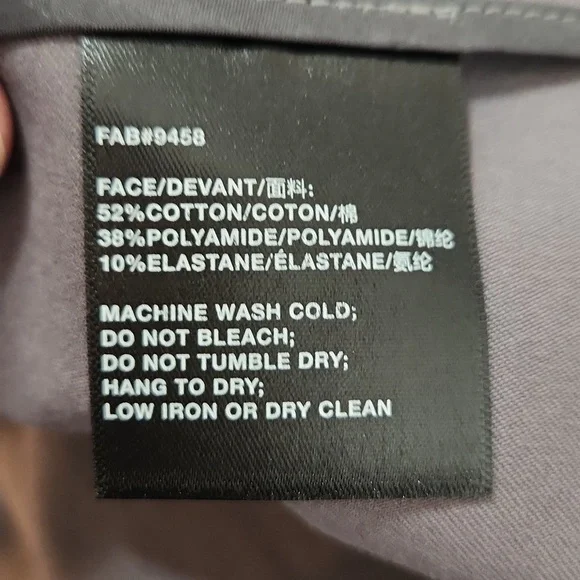 FAB#9458
FACE/DEVANT/面料:
52%COTTON/COTON/棉
38%POLYAMIDE/POLYAMIDE/锦纶
10%ELASTANE/ÉLASTANE/氨纶
MACHINE WASH COLD;
DO NOT BLEACH;
DO NOT TUMBLE DRY;
HANG TO DRY;
LOW IRON OR DRY CLEAN